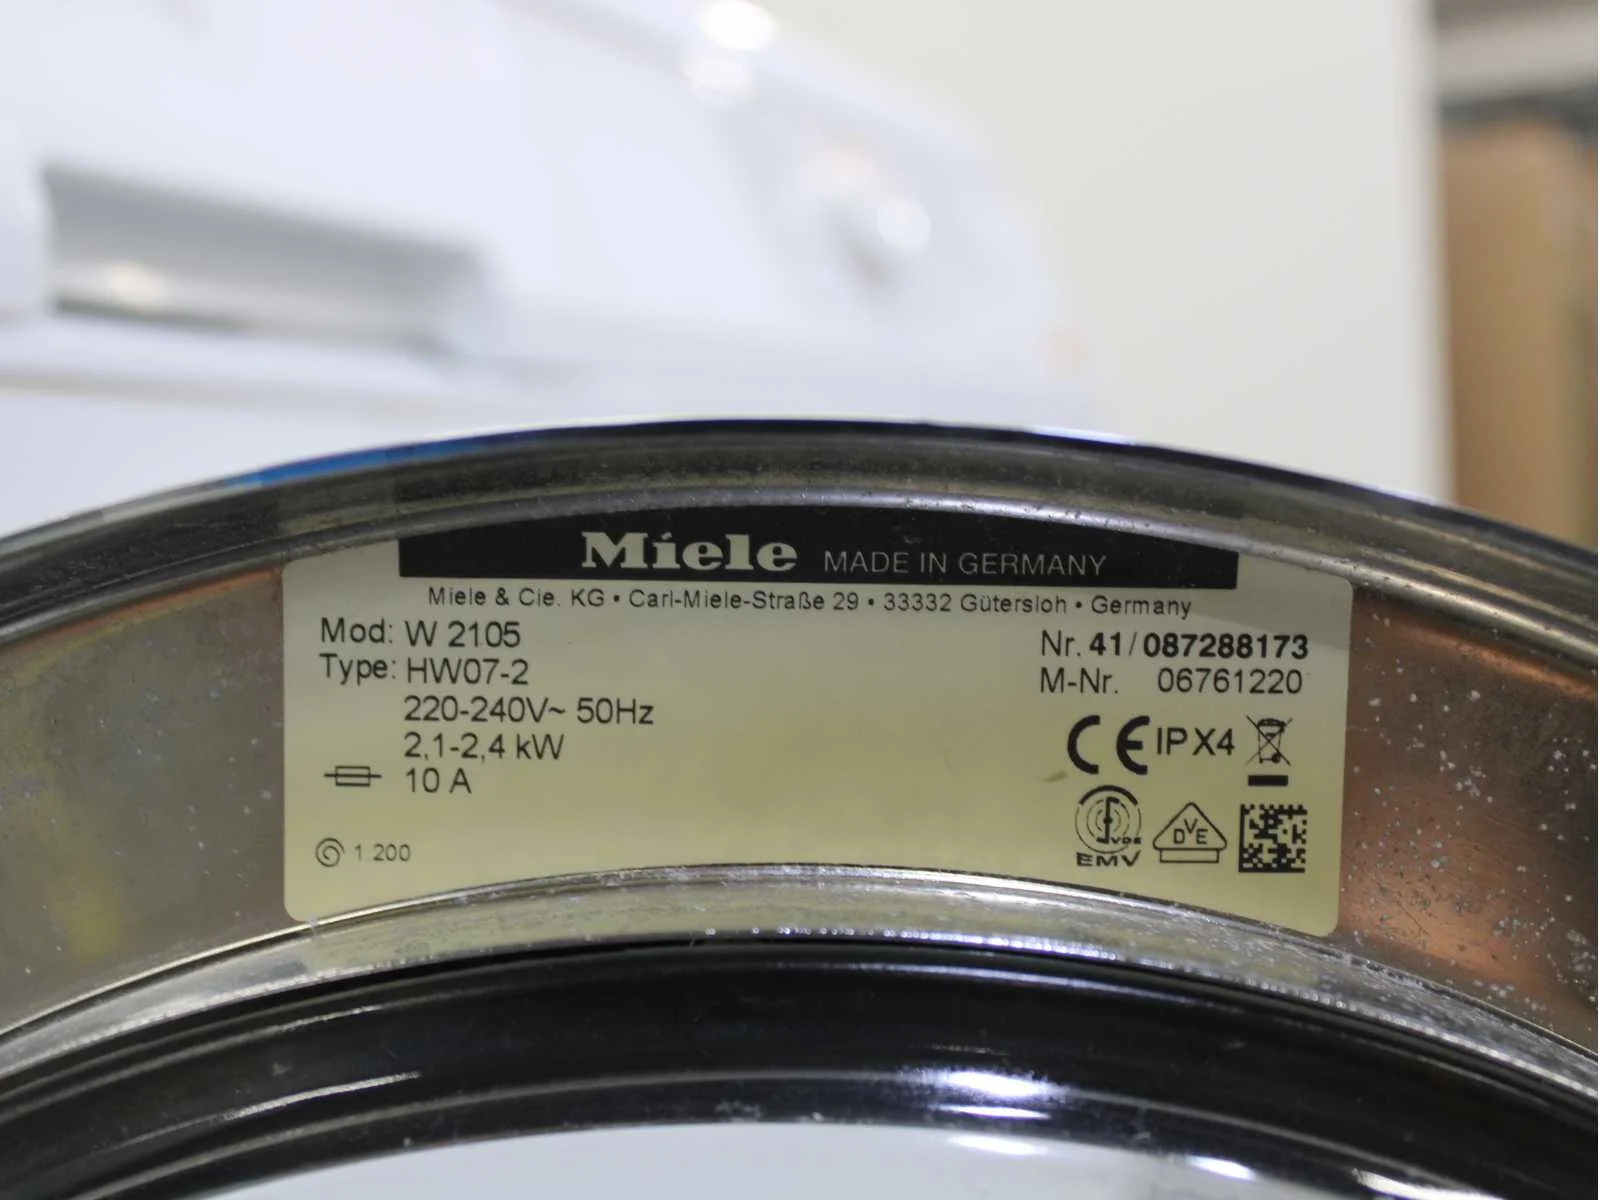 Miele MADE IN GERMANY
Miele & Cie. KG • Carl-Miele-Straße 29 • 33332 Gütersloh • Germany
Mod: W 2105
Type: HW07-2
220-240V~ 50Hz
2,1-2,4 kW
10 A
1.200
Nr. 41/087288173
M-Nr. 06761220
CE IPX4
VDE
EMV
DVE